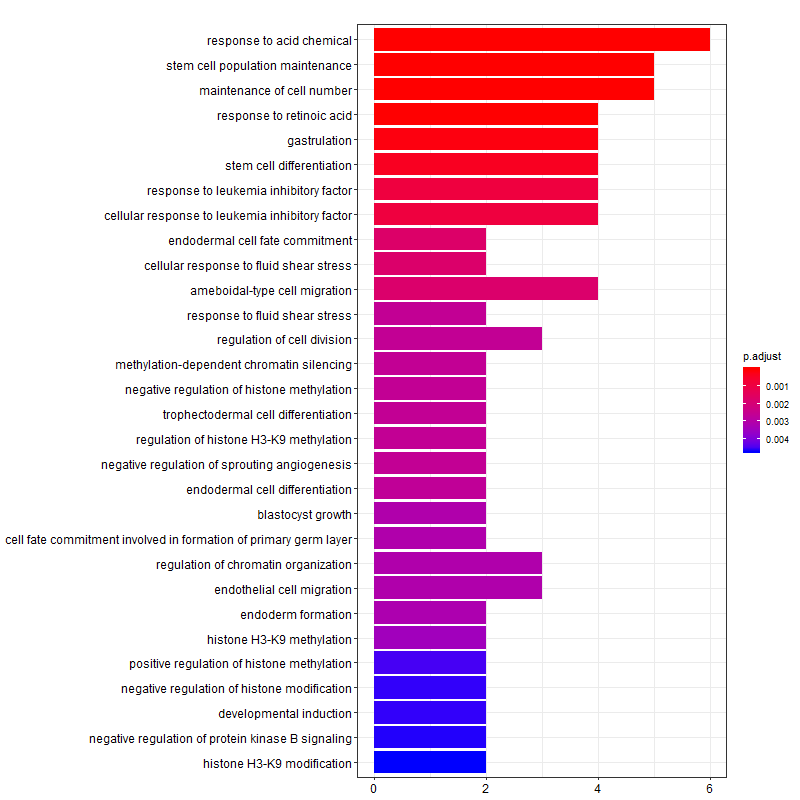 response to acid chemical
stem cell population maintenance
maintenance of cell number
response to retinoic acid
gastrulation
stem cell differentiation
response to leukemia inhibitory factor
cellular response to leukemia inhibitory factor
endodermal cell fate commitment
cellular response to fluid shear stress
ameboidal-type cell migration
response to fluid shear stress
regulation of cell division
methylation-dependent chromatin silencing
negative regulation of histone methylation
trophectodermal cell differentiation
regulation of histone H3-K9 methylation
negative regulation of sprouting angiogenesis
endodermal cell differentiation
blastocyst growth
cell fate commitment involved in formation of primary germ layer
regulation of chromatin organization
endothelial cell migration
endoderm formation
histone H3-K9 methylation
positive regulation of histone methylation
negative regulation of histone modification
developmental induction
negative regulation of protein kinase B signaling
histone H3-K9 modification
0 2 4 6
p.adjust
0.001
0.002
0.003
0.004